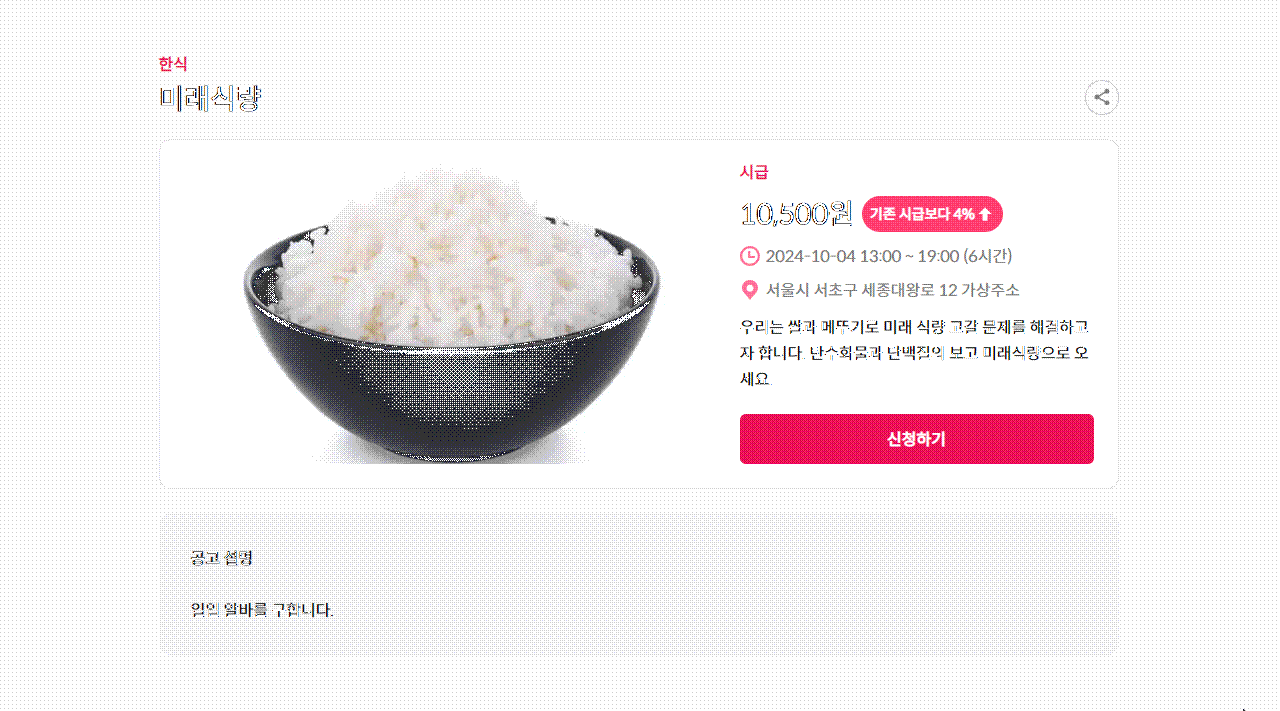 한식
미래식량
시급
10,500원
기존 시급보다 4%
2024-10-04 13:00 ~ 19:00 (6시간)
서울시 서초구 세종대왕로 12 가상주소
우리는 쌀과 메뚜기로 미래 식량 고갈 문제를 해결하고
자 합니다. 탄수화물과 단백질의 보고 미래식량으로 오
세요.
신청하기
공고 설명
일일 알바를 구합니다.